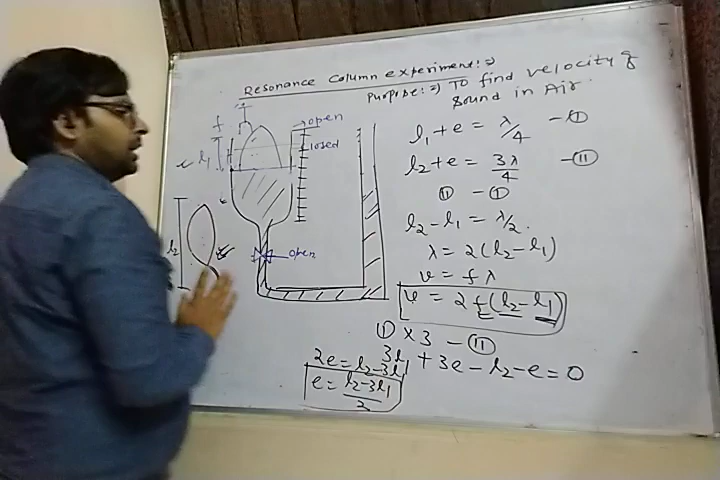 Resonance column experiment:⇒
Purpose:⇒ To find velocity of
sound in Air.
f
open
closed
l₁
l₂
open
l₁ + e = λ/4 - Ⓘ
l₂ + e = 3λ/4 - Ⓘⓘ
Ⓘⓘ - Ⓘ
l₂ - l₁ = λ/2.
λ = 2(l₂ - l₁)
v = fλ
v = 2f(l₂ - l₁)
Ⓘ × 3 - Ⓘⓘ
3l₁ + 3e - l₂ - e = 0
2e = l₂ - 3l₁
e = l₂ - 3l₁ / 2